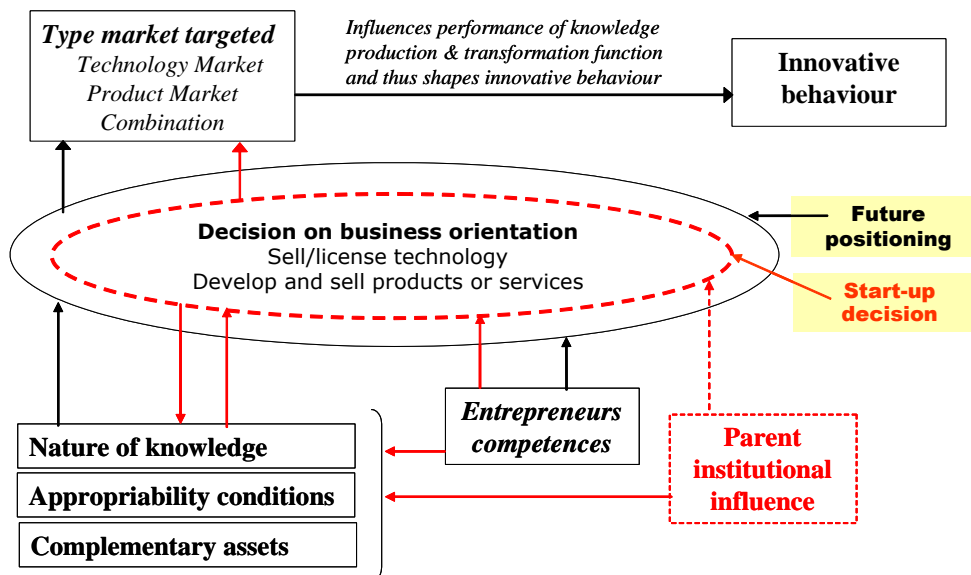 Type market targeted
Technology Market
Product Market
Combination
Influences performance of knowledge
production & transformation function
and thus shapes innovative behaviour
Innovative
behaviour
Decision on business orientation
Sell/license technology
Develop and sell products or services
Future
positioning
Start-up
decision
Nature of knowledge
Appropriability conditions
Complementary assets
Entrepreneurs
competences
Parent
institutional
influence